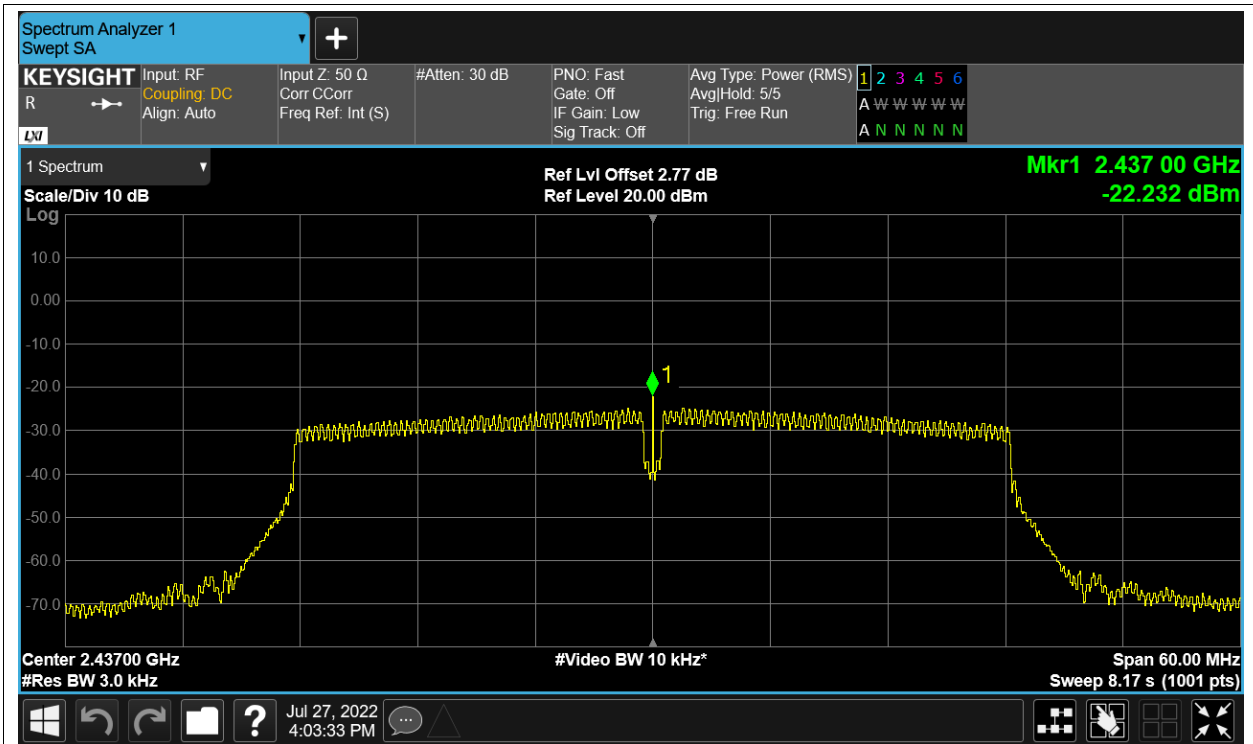 Spectrum Analyzer 1
Swept SA
KEYSIGHT
R
LXI
Input: RF
Coupling: DC
Align: Auto
Input Z: 50 Ω
Corr CCorr
Freq Ref: Int (S)
#Atten: 30 dB
PNO: Fast
Gate: Off
IF Gain: Low
Sig Track: Off
Avg Type: Power (RMS)
Avg|Hold: 5/5
Trig: Free Run
1 2 3 4 5 6
A W W W W W
A N N N N N
1 Spectrum
Scale/Div 10 dB
Log
Ref Lvl Offset 2.77 dB
Ref Level 20.00 dBm
Mkr1 2.437 00 GHz
-22.232 dBm
10.0
0.00
-10.0
-20.0
-30.0
-40.0
-50.0
-60.0
-70.0
1
Center 2.43700 GHz
#Res BW 3.0 kHz
#Video BW 10 kHz*
Span 60.00 MHz
Sweep 8.17 s (1001 pts)
?
Jul 27, 2022
4:03:33 PM